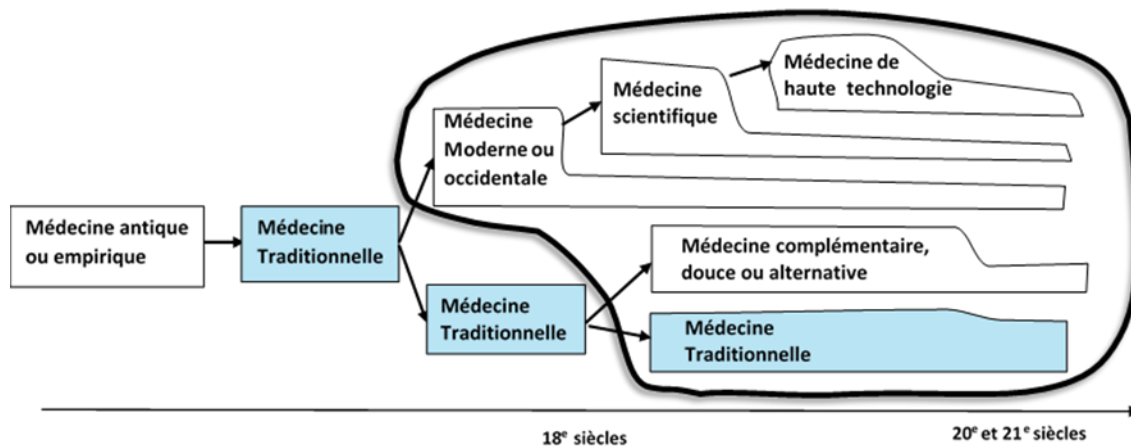 Médecine antique
ou empirique
Médecine
Traditionnelle
Médecine
Moderne ou
occidentale
Médecine
scientifique
Médecine de
haute technologie
Médecine
Traditionnelle
Médecine complémentaire,
douce ou alternative
Médecine
Traditionnelle
18e siècles
20e et 21e siècles